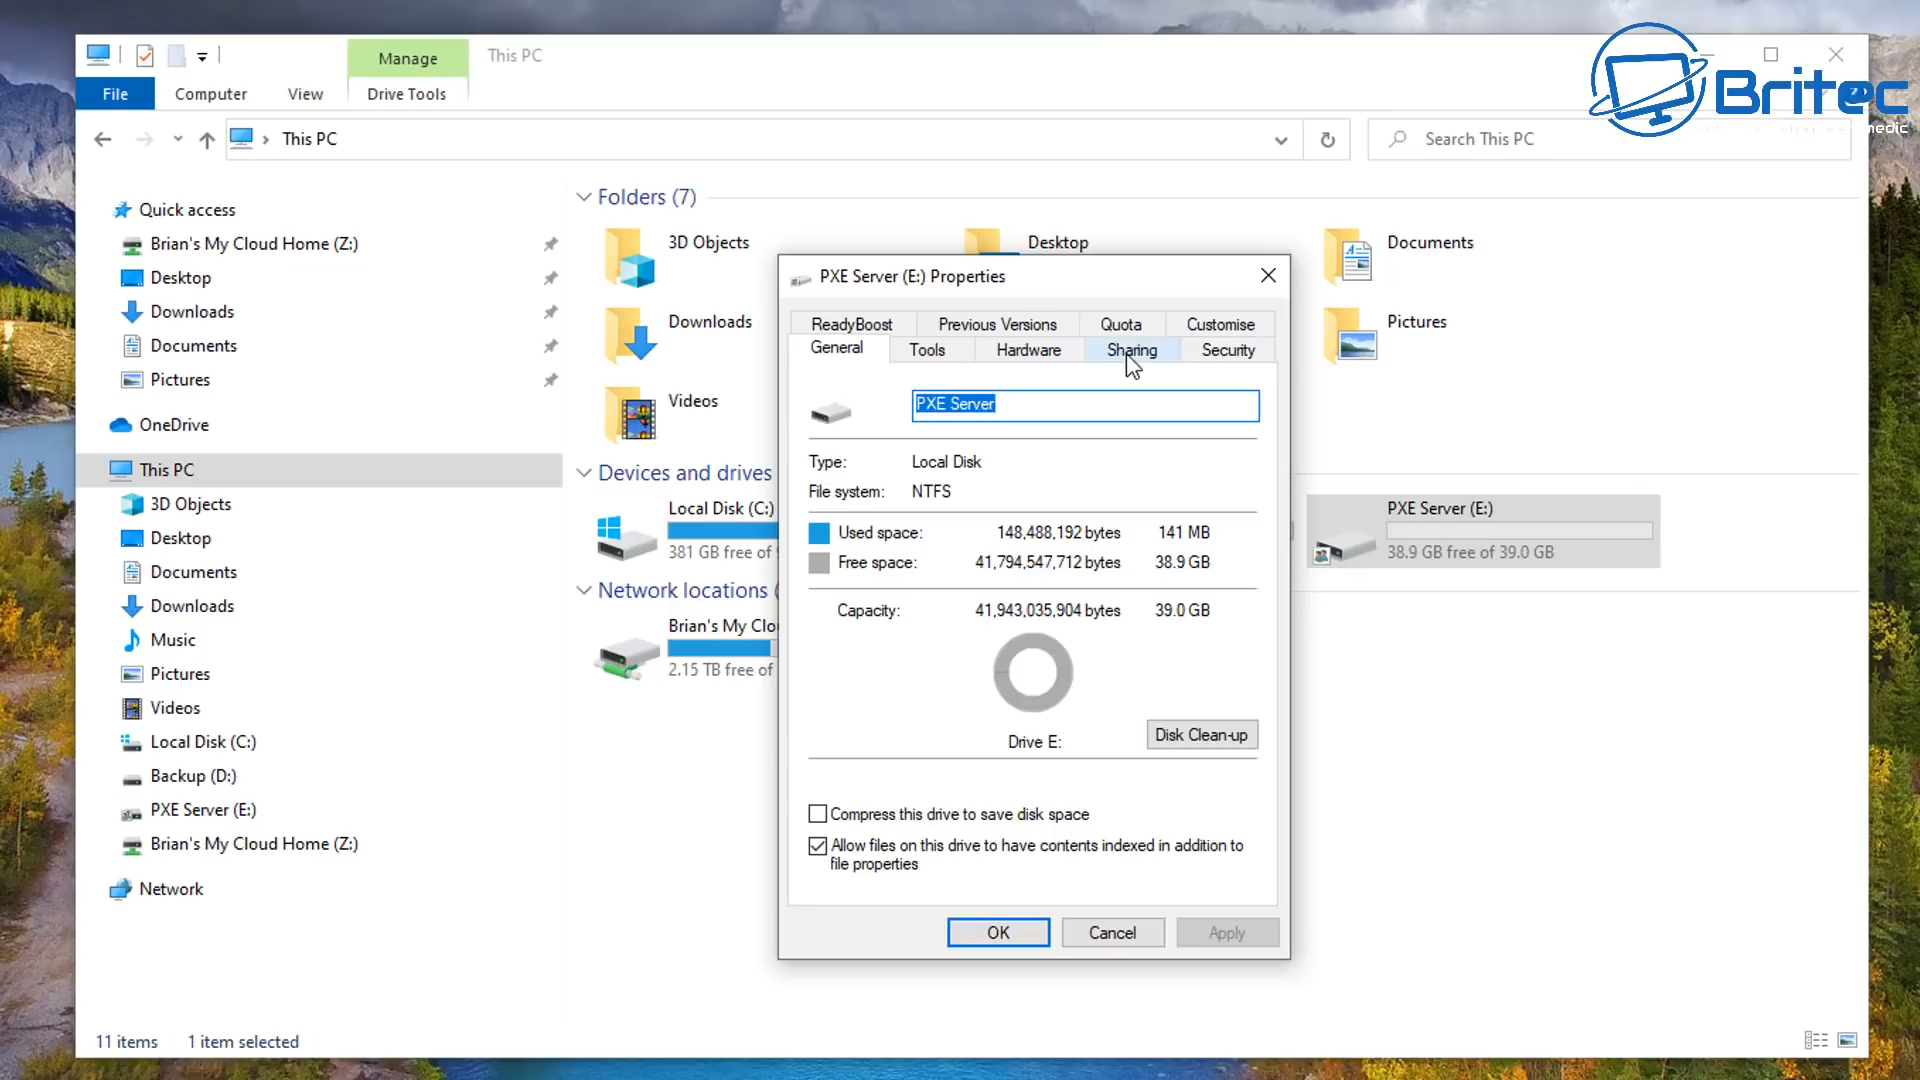 Manage
This PC
File
Computer
View
Drive Tools
Britec
medic
This PC
Search This PC
Quick access
Brian's My Cloud Home (Z:)
Desktop
Downloads
Documents
Pictures
OneDrive
This PC
3D Objects
Desktop
Documents
Downloads
Music
Pictures
Videos
Local Disk (C:)
Backup (D:)
PXE Server (E:)
Brian's My Cloud Home (Z:)
Network
Folders (7)
3D Objects
Desktop
Documents
Downloads
Pictures
Videos
Devices and drives
Local Disk (C:)
381 GB free of
PXE Server (E:)
38.9 GB free of 39.0 GB
Network locations (
Brian's My Clo
2.15 TB free of
PXE Server (E:) Properties
ReadyBoost
Previous Versions
Quota
Customise
General
Tools
Hardware
Sharing
Security
PXE Server
Type: Local Disk
File system: NTFS
Used space: 148,488,192 bytes 141 MB
Free space: 41,794,547,712 bytes 38.9 GB
Capacity: 41,943,035,904 bytes 39.0 GB
Drive E:
Disk Clean-up
Compress this drive to save disk space
Allow files on this drive to have contents indexed in addition to
file properties
OK
Cancel
Apply
11 items
1 item selected